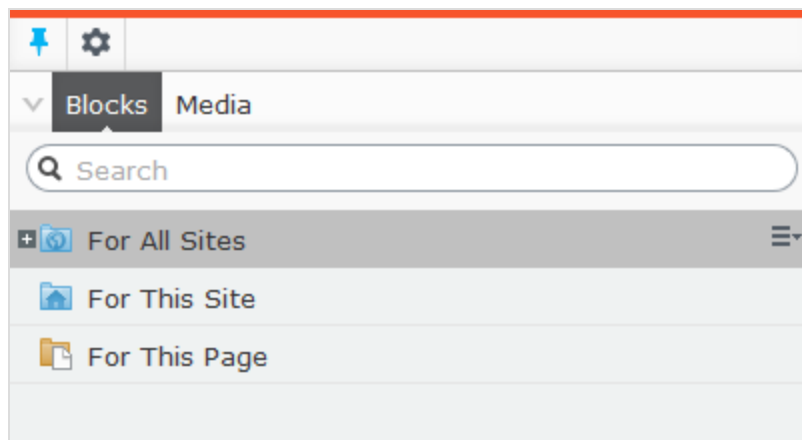 Blocks Media
Search
For All Sites
For This Site
For This Page